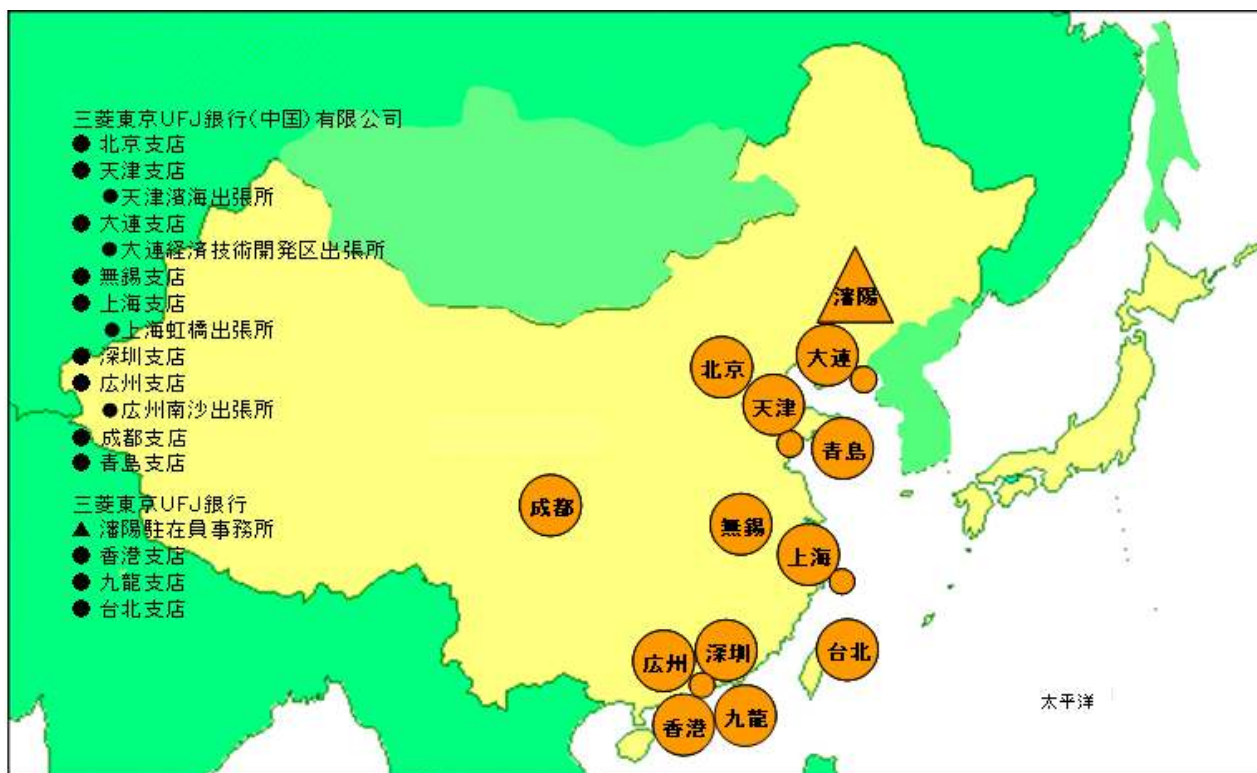 三菱東京UFJ銀行(中国)有限公司
●北京支店
●天津支店
●天津濱海出張所
●大連支店
●大連経済技術開発区出張所
●無錫支店
●上海支店
●上海虹橋出張所
●深圳支店
●広州支店
●広州南沙出張所
●成都支店
●青島支店
三菱東京UFJ銀行
▲瀋陽駐在員事務所
●香港支店
●九龍支店
●台北支店
瀋陽
大連
北京
天津
青島
成都
無錫
上海
広州
深圳
台北
香港
九龍
太平洋